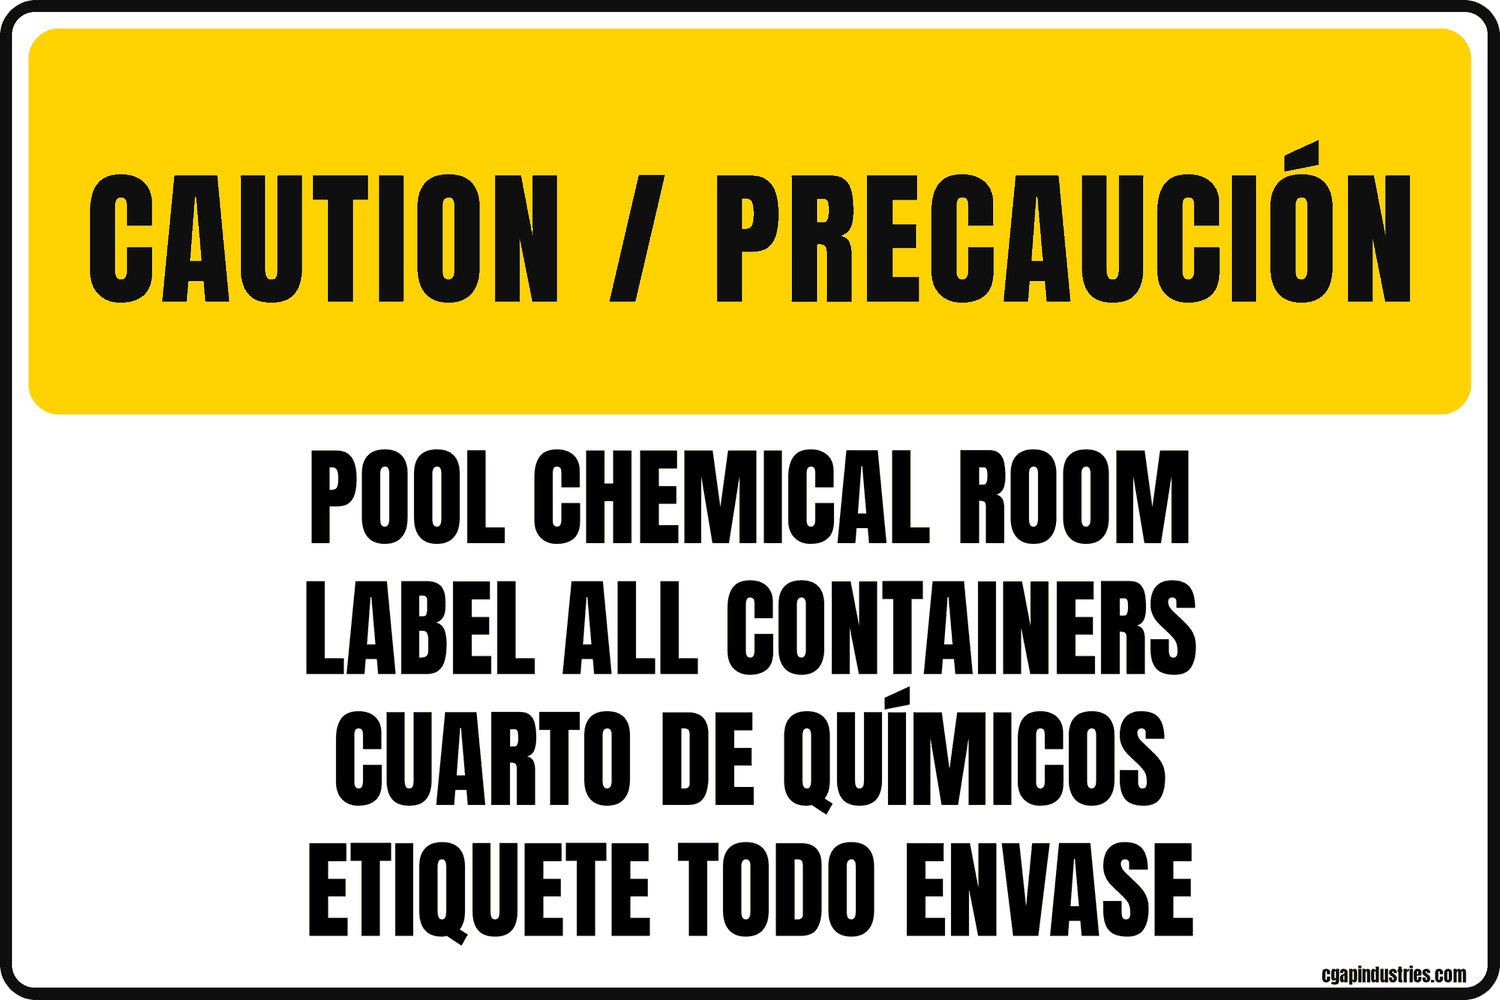 CAUTION / PRECAUCIÓN
POOL CHEMICAL ROOM
LABEL ALL CONTAINERS
CUARTO DE QUÍMICOS
ETIQUETE TODO ENVASE
cgapindustries.com